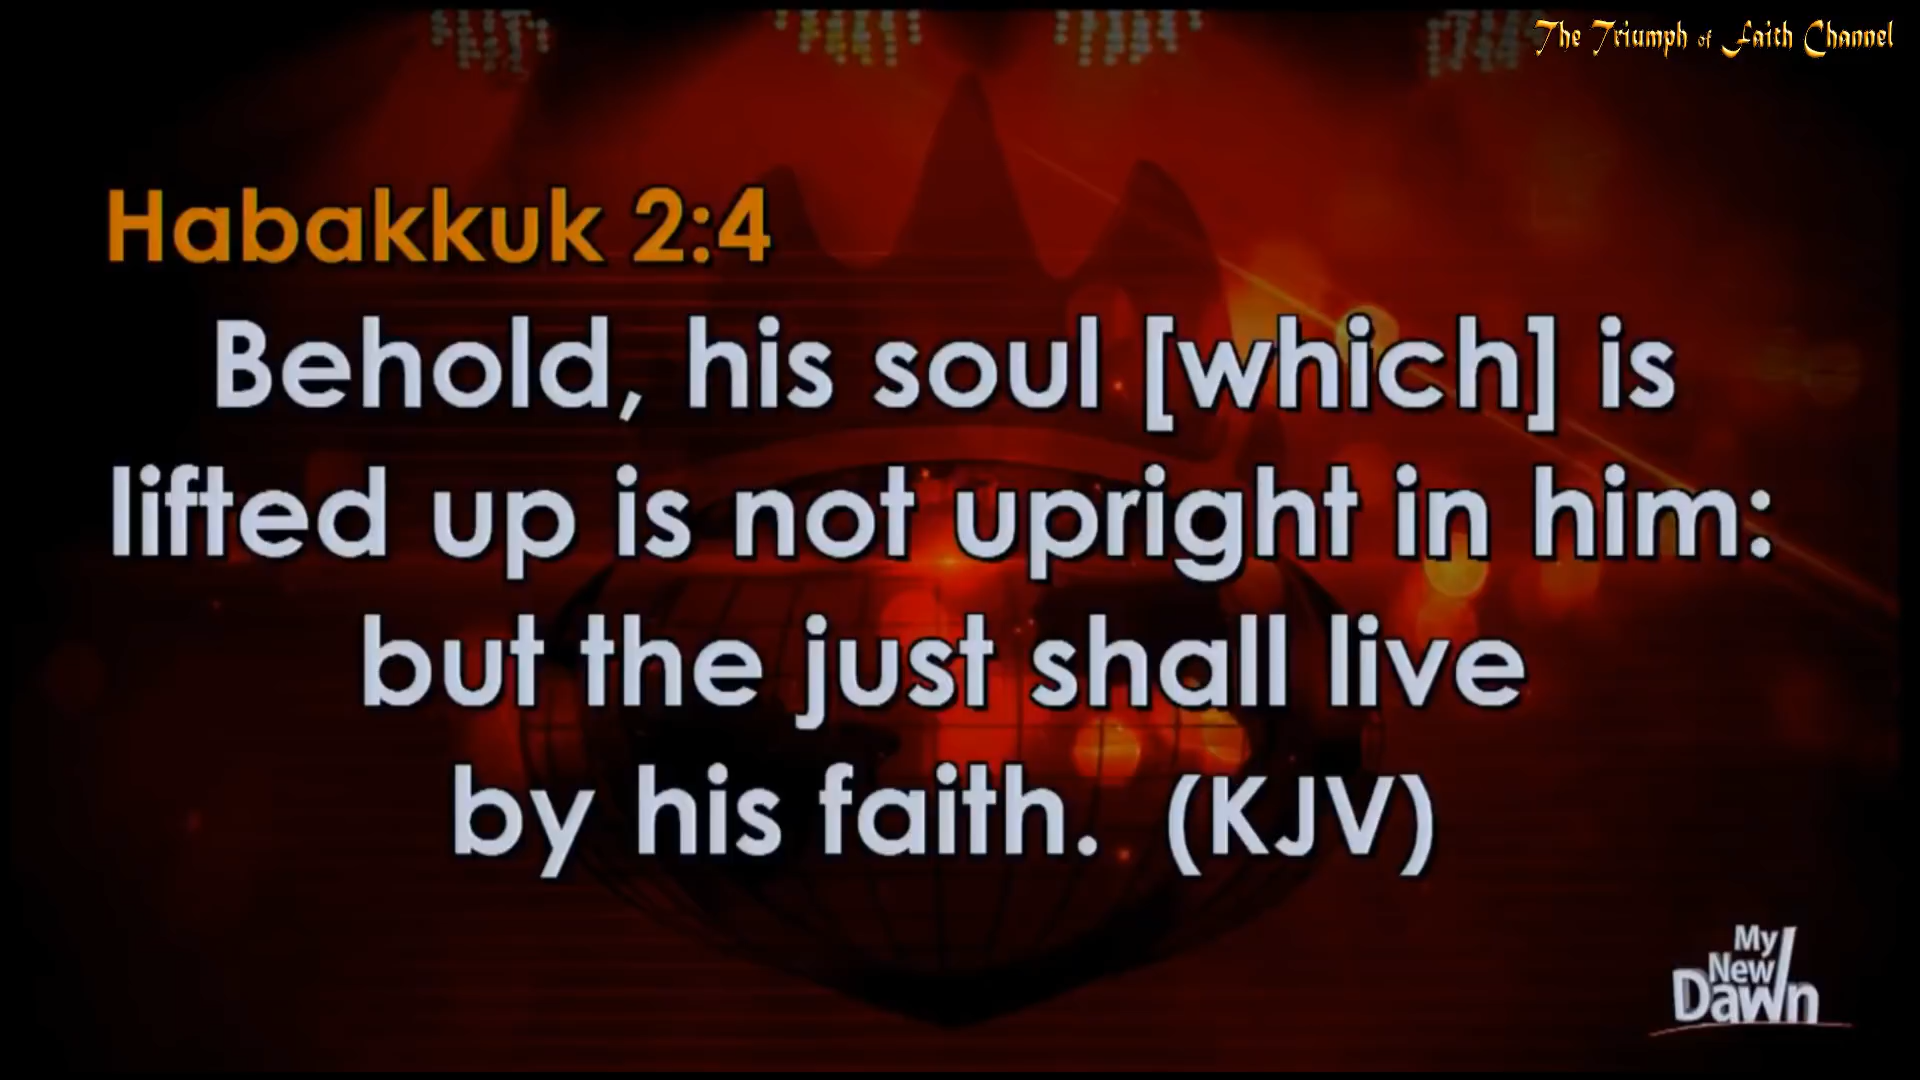 The Triumph of Faith Channel
Habakkuk 2:4
Behold, his soul [which] is
lifted up is not upright in him:
but the just shall live
by his faith. (KJV)
My
New
Dawn